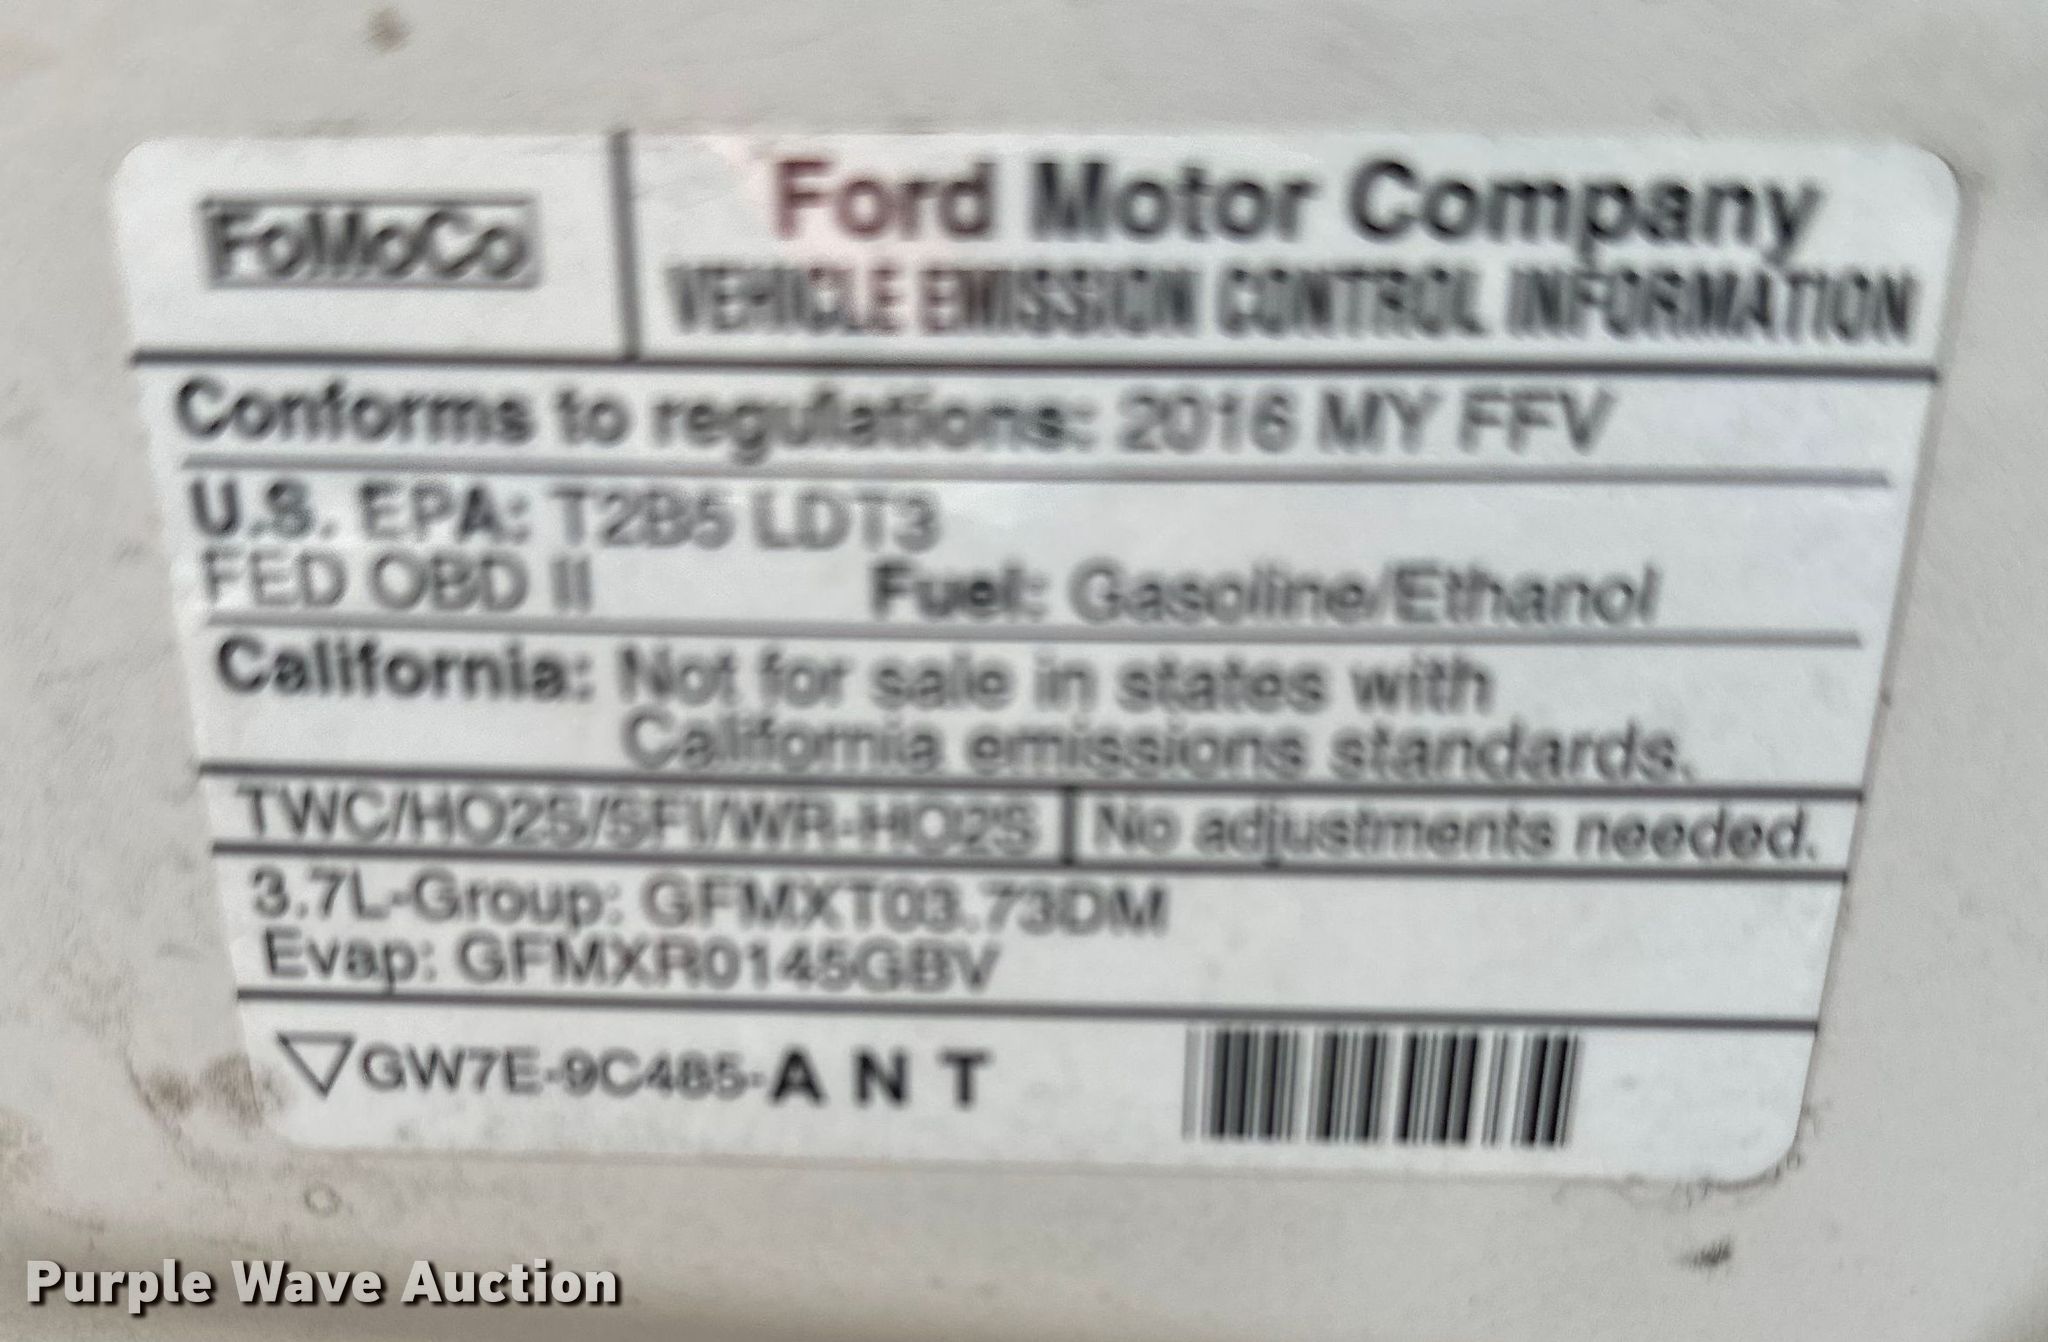 FoMoCo
Ford Motor Company
VEHICLE EMISSION CONTROL INFORMATION
Conforms to regulations: 2016 MY FFV
U.S. EPA: T2B5 LDT3
FED OBD II Fuel: Gasoline/Ethanol
California: Not for sale in states with
California emissions standards.
TWC/HO2S/SFI/WR-HO2S No adjustments needed.
3.7L-Group: GFMXT03.73DM
Evap: GFMXR0145GBV
GW7E-9C485-A N T
Purple Wave Auction